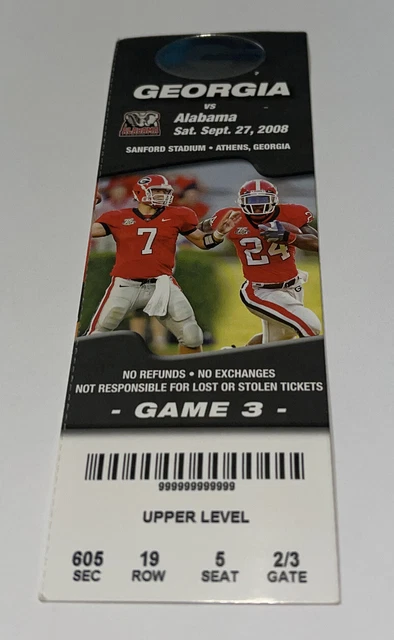 GEORGIA
vs
Alabama
Sat. Sept. 27, 2008
ALABAMA
SANFORD STADIUM • ATHENS, GEORGIA
7
24
NO REFUNDS • NO EXCHANGES
NOT RESPONSIBLE FOR LOST OR STOLEN TICKETS
- GAME 3 -
999999999999
UPPER LEVEL
605 19 5 2/3
SEC ROW SEAT GATE